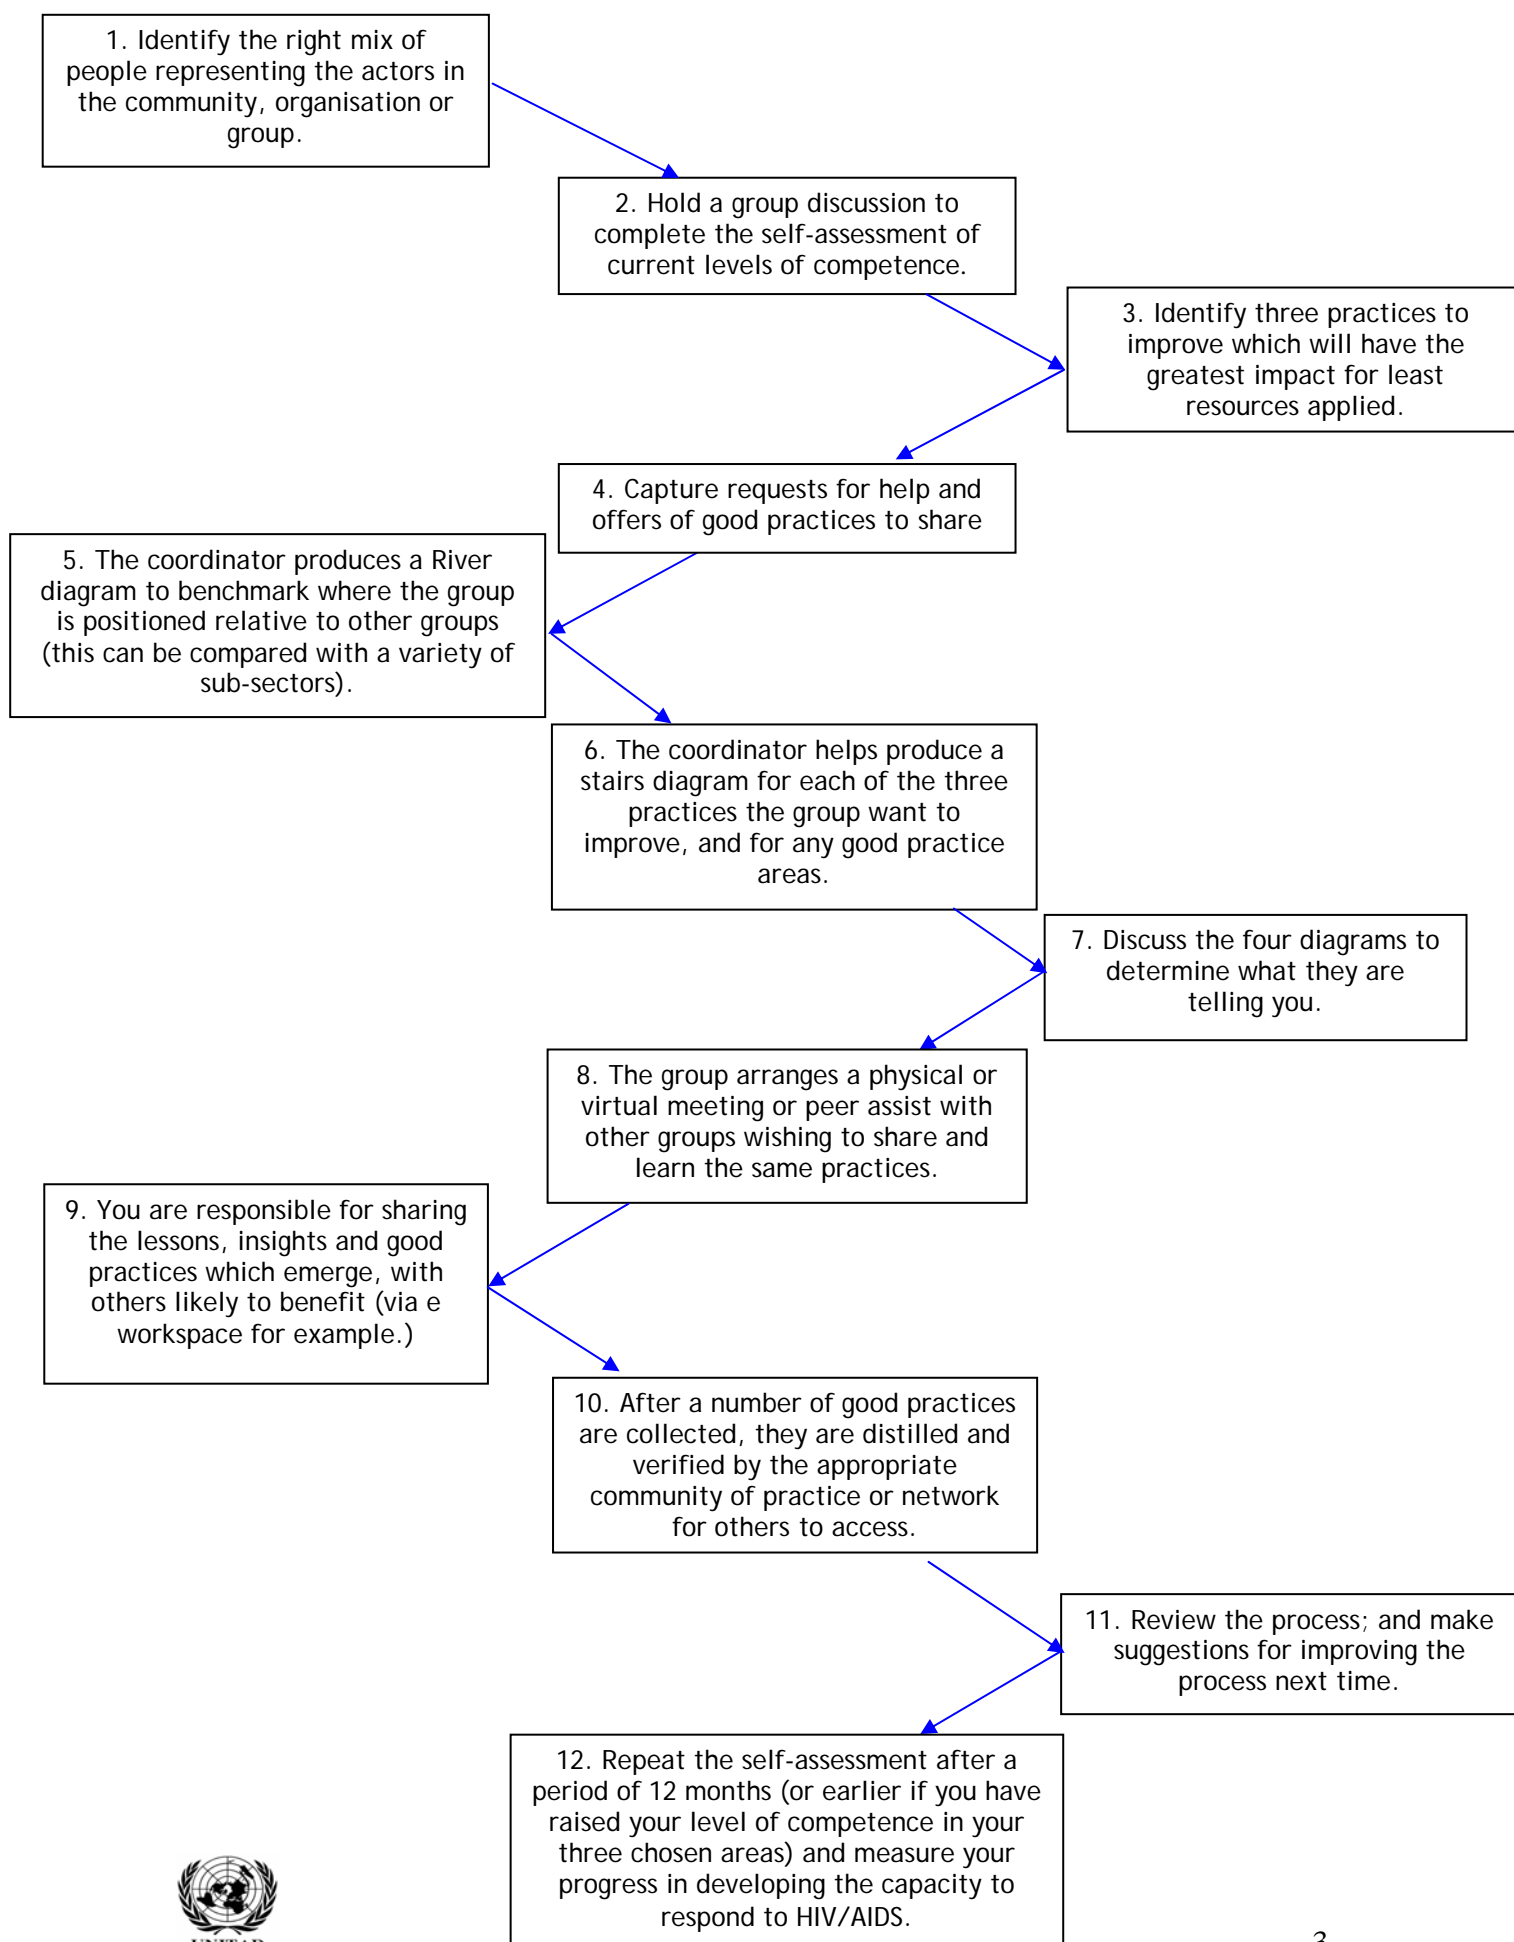 1. Identify the right mix of
people representing the actors in
the community, organisation or
group.
2. Hold a group discussion to
complete the self-assessment of
current levels of competence.
3. Identify three practices to
improve which will have the
greatest impact for least
resources applied.
4. Capture requests for help and
offers of good practices to share
5. The coordinator produces a River
diagram to benchmark where the group
is positioned relative to other groups
(this can be compared with a variety of
sub-sectors).
6. The coordinator helps produce a
stairs diagram for each of the three
practices the group want to
improve, and for any good practice
areas.
7. Discuss the four diagrams to
determine what they are
telling you.
8. The group arranges a physical or
virtual meeting or peer assist with
other groups wishing to share and
learn the same practices.
9. You are responsible for sharing
the lessons, insights and good
practices which emerge, with
others likely to benefit (via e
workspace for example.)
10. After a number of good practices
are collected, they are distilled and
verified by the appropriate
community of practice or network
for others to access.
11. Review the process; and make
suggestions for improving the
process next time.
12. Repeat the self-assessment after a
period of 12 months (or earlier if you have
raised your level of competence in your
three chosen areas) and measure your
progress in developing the capacity to
respond to HIV/AIDS.
UNITAR
3